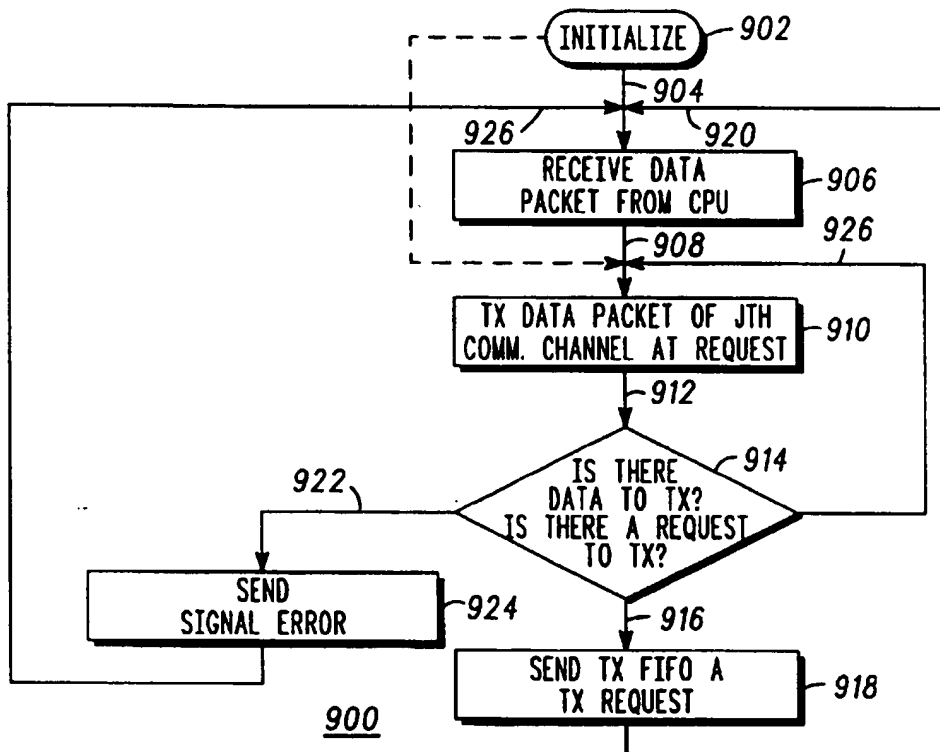 INITIALIZE
902
904
926
920
RECEIVE DATA
PACKET FROM CPU
906
908
926
TX DATA PACKET OF JTH
COMM. CHANNEL AT REQUEST
910
912
IS THERE
DATA TO TX?
IS THERE A REQUEST
TO TX?
914
922
SEND
SIGNAL ERROR
924
916
SEND TX FIFO A
TX REQUEST
918
900